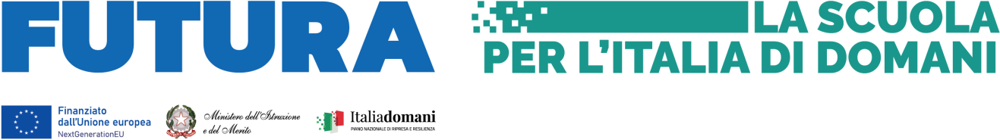 FUTURA
LA SCUOLA
PER L'ITALIA DI DOMANI
Finanziato
dall'Unione europea
NextGenerationEU
Ministero dell'Istruzione
e del Merito
Italiadomani
PIANO NAZIONALE DI RIPRESA E RESILIENZA